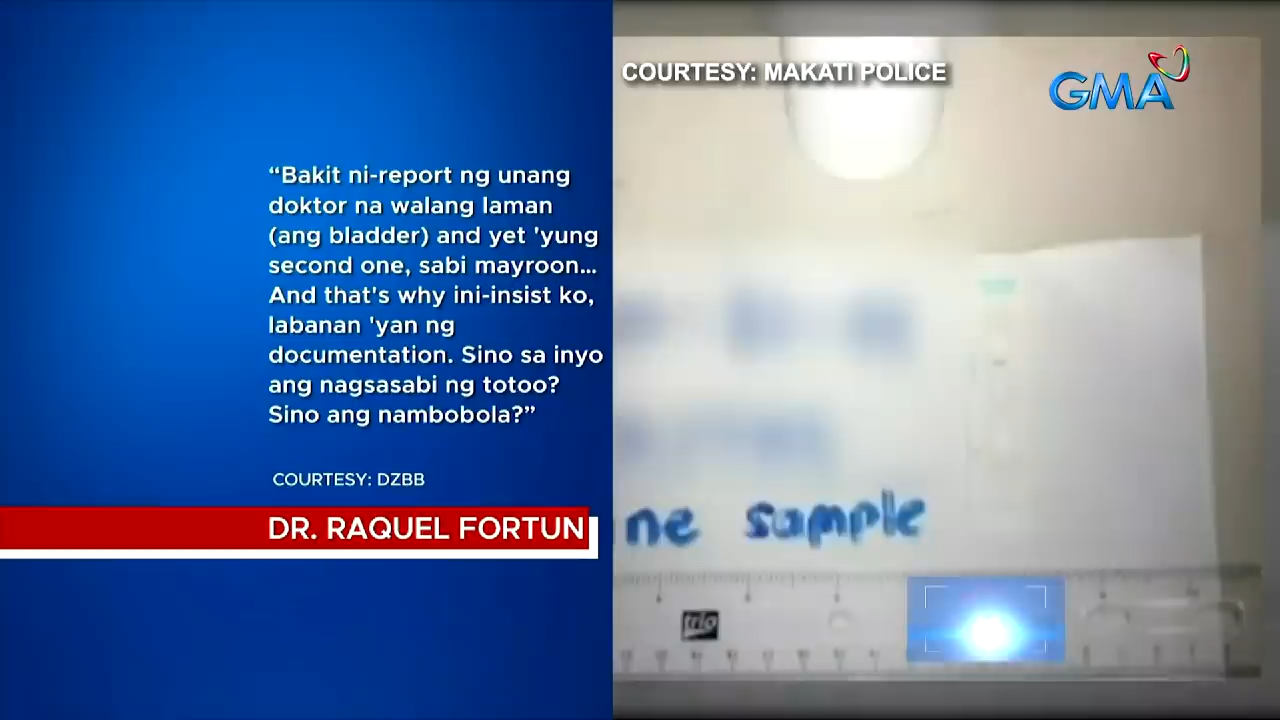 “Bakit ni-report ng unang
doktor na walang laman
(ang bladder) and yet 'yung
second one, sabi mayroon...
And that's why ini-insist ko,
labanan 'yan ng
documentation. Sino sa inyo
ang nagsasabi ng totoo?
Sino ang nambobola?”
COURTESY: DZBB
DR. RAQUEL FORTUN
COURTESY: MAKATI POLICE
GMA
ne sample
trio